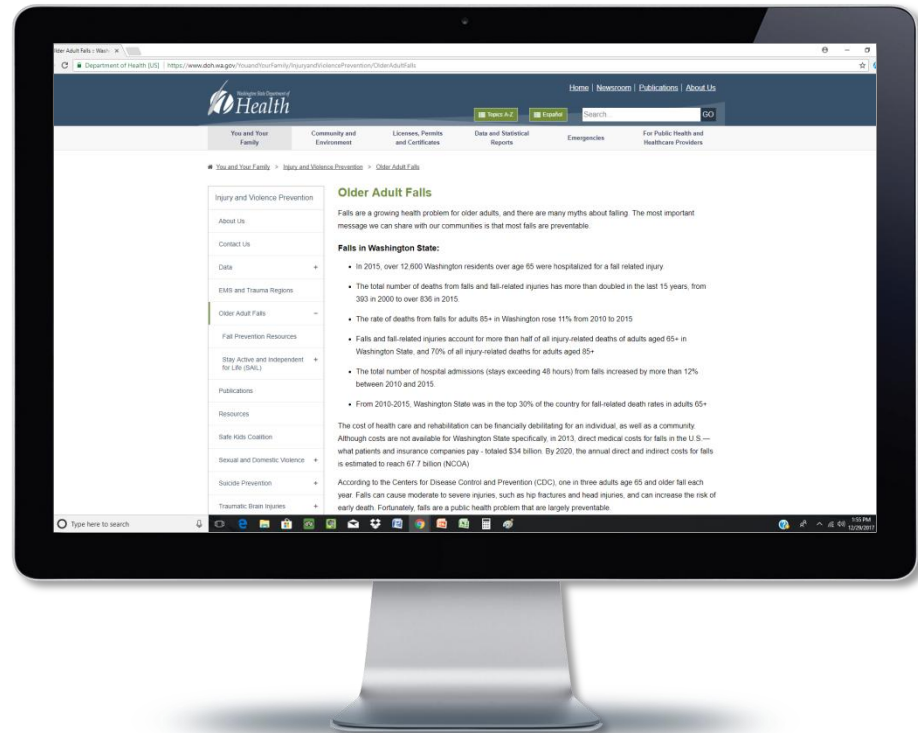 Older Adult Falls :: Washi
Department of Health [US] | https://www.doh.wa.gov/YouandYourFamily/InjuryandViolencePrevention/OlderAdultFalls
Washington State Department of
Health
Home | Newsroom | Publications | About Us
Topics A-Z
Español
Search
GO
You and Your Family
Community and Environment
Licenses, Permits and Certificates
Data and Statistical Reports
Emergencies
For Public Health and Healthcare Providers
You and Your Family > Injury and Violence Prevention > Older Adult Falls
Injury and Violence Prevention
About Us
Contact Us
Data +
EMS and Trauma Regions
Older Adult Falls −
Fall Prevention Resources
Stay Active and Independent +
for Life (SAIL)
Publications
Resources
Safe Kids Coalition
Sexual and Domestic Violence +
Suicide Prevention +
Traumatic Brain Injuries +
Older Adult Falls
Falls are a growing health problem for older adults, and there are many myths about falling. The most important
message we can share with our communities is that most falls are preventable.
Falls in Washington State:
• In 2015, over 12,600 Washington residents over age 65 were hospitalized for a fall related injury
• The total number of deaths from falls and fall-related injuries has more than doubled in the last 15 years, from
393 in 2000 to over 836 in 2015.
• The rate of deaths from falls for adults 85+ in Washington rose 11% from 2010 to 2015
• Falls and fall-related injuries account for more than half of all injury-related deaths of adults aged 65+ in
Washington State, and 70% of all injury-related deaths for adults aged 85+
• The total number of hospital admissions (stays exceeding 48 hours) from falls increased by more than 12%
between 2010 and 2015.
• From 2010-2015, Washington State was in the top 30% of the country for fall-related death rates in adults 65+
The cost of health care and rehabilitation can be financially debilitating for an individual, as well as a community.
Although costs are not available for Washington State specifically, in 2013, direct medical costs for falls in the U.S.—
what patients and insurance companies pay - totaled $34 billion. By 2020, the annual direct and indirect costs for falls
is estimated to reach 67.7 billion (NCOA)
According to the Centers for Disease Control and Prevention (CDC), one in three adults age 65 and older fall each
year. Falls can cause moderate to severe injuries, such as hip fractures and head injuries, and can increase the risk of
early death. Fortunately, falls are a public health problem that are largely preventable.
Type here to search
1:55 PM
12/29/2017